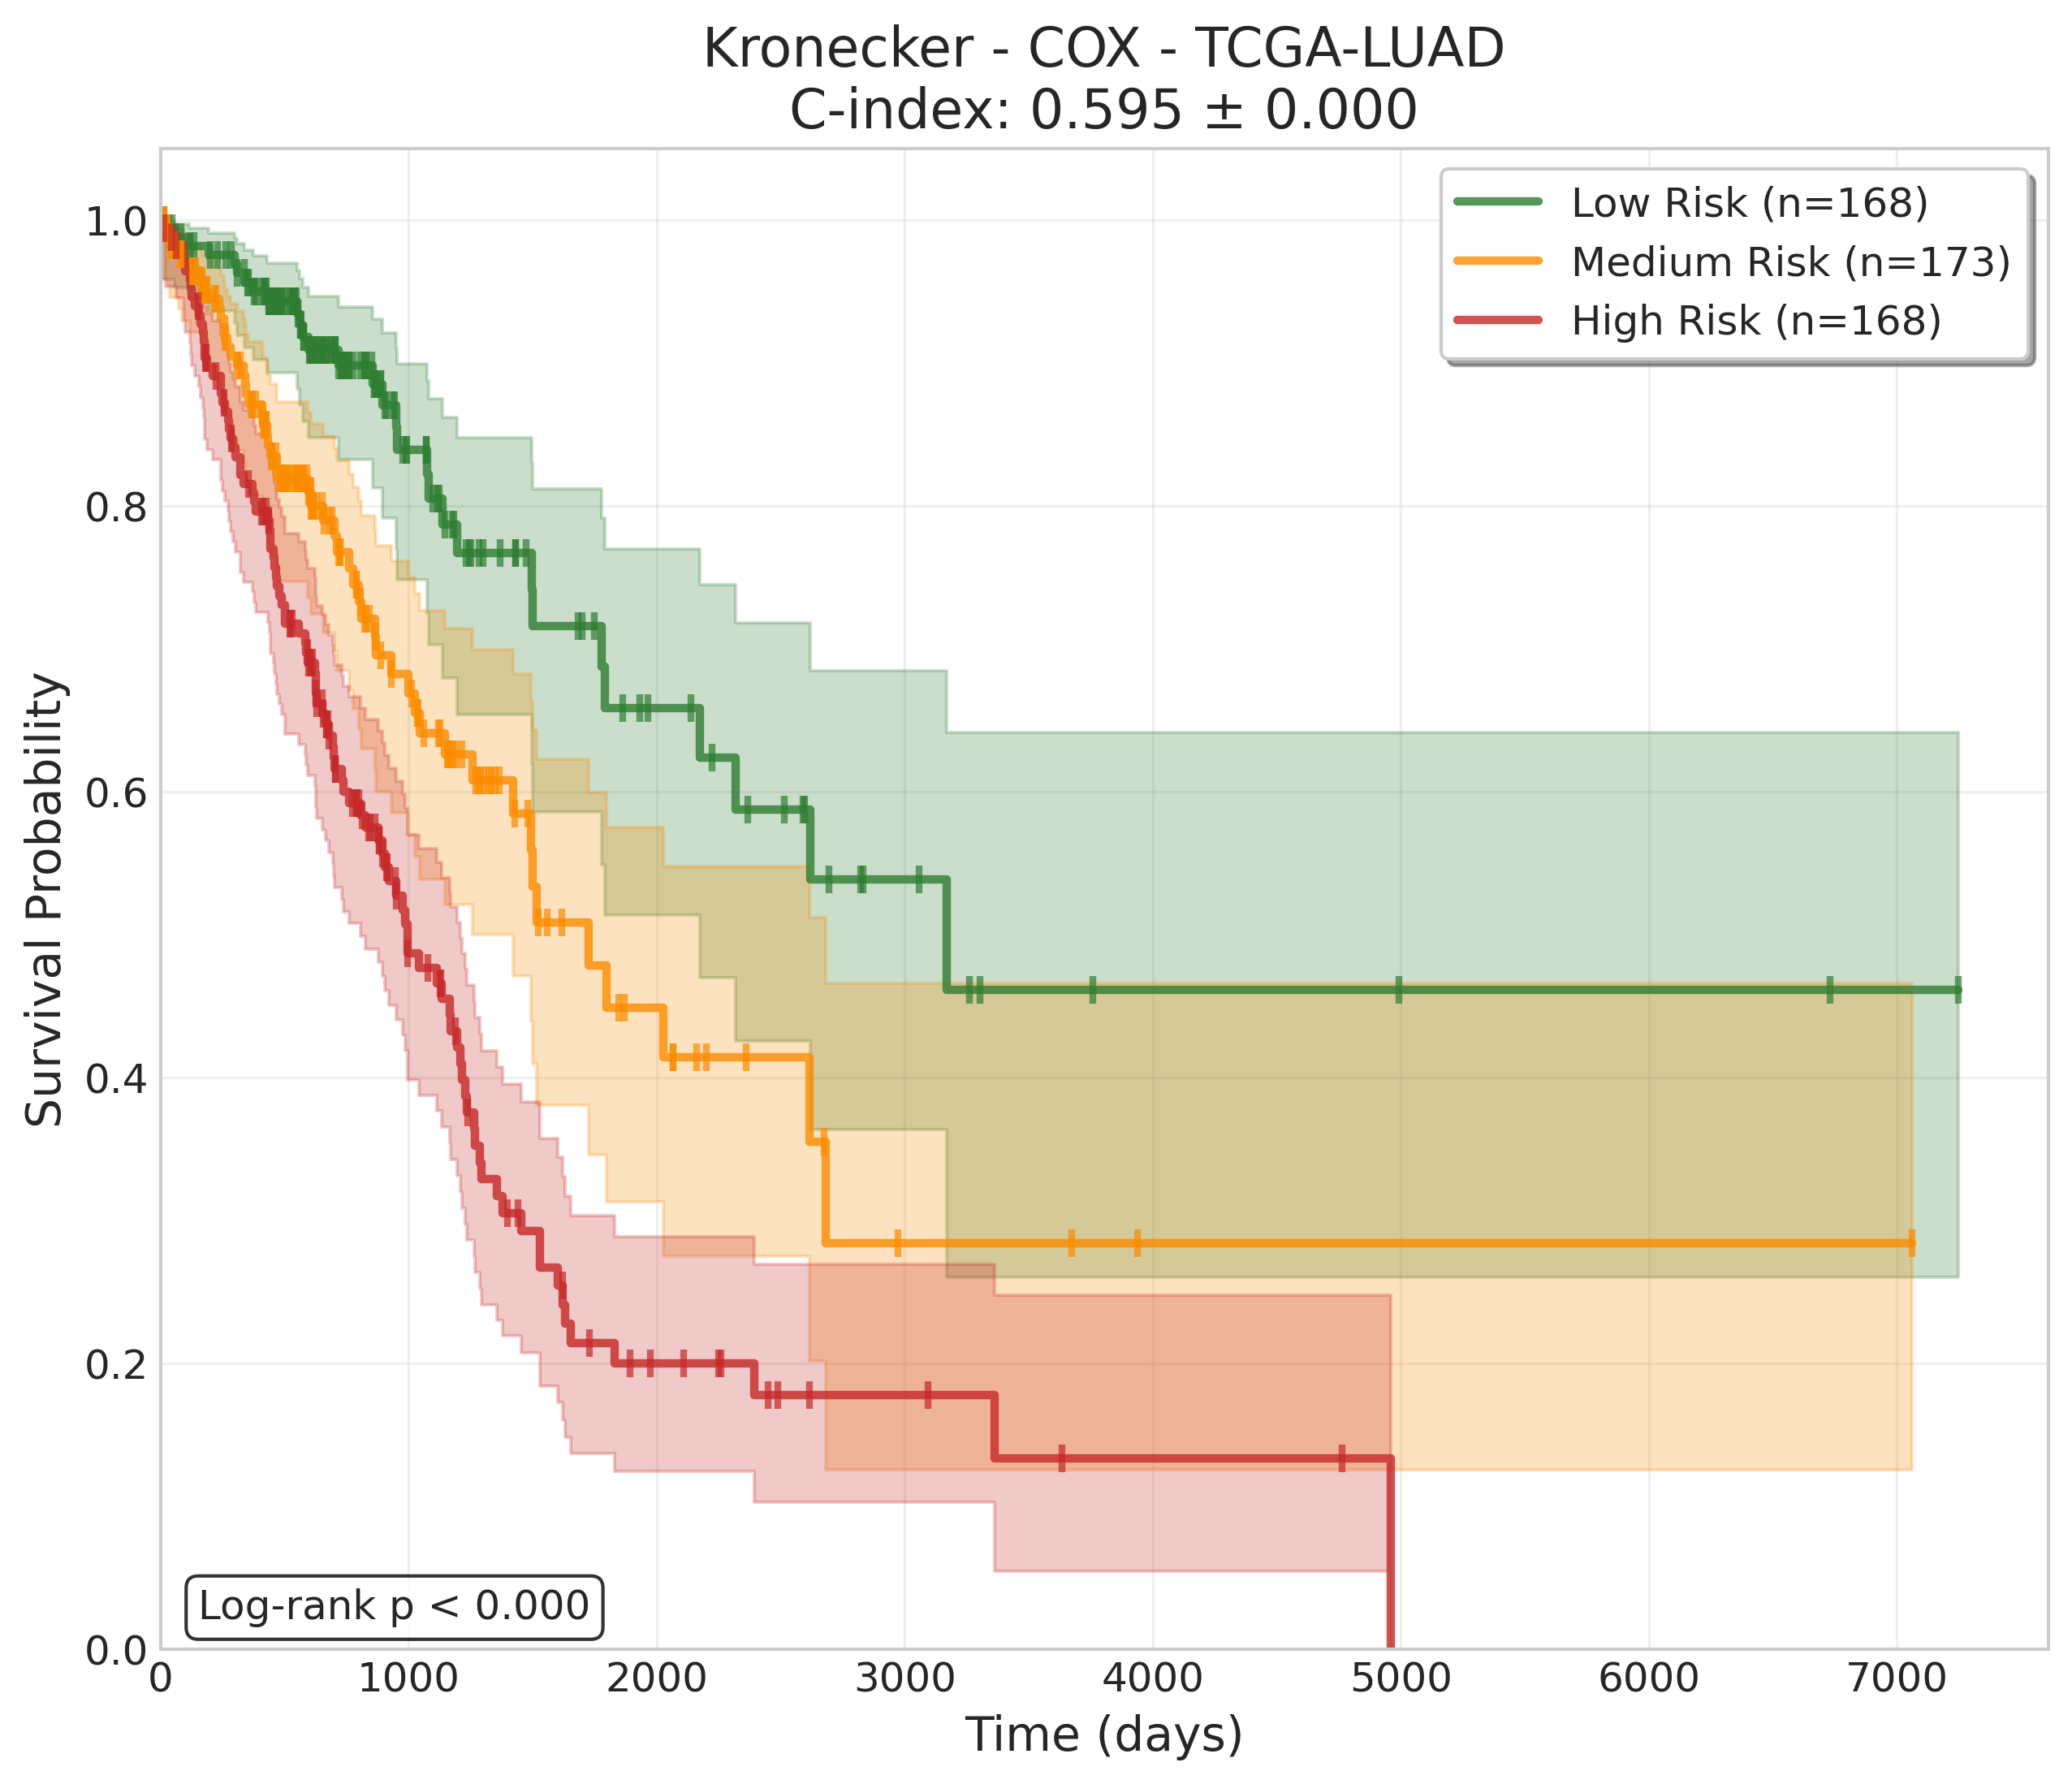 Kronecker - COX - TCGA-LUAD
C-index: 0.595 ± 0.000
Low Risk (n=168)
Medium Risk (n=173)
High Risk (n=168)
Survival Probability
1.0
0.8
0.6
0.4
0.2
0.0
Log-rank p < 0.000
0 1000 2000 3000 4000 5000 6000 7000
Time (days)